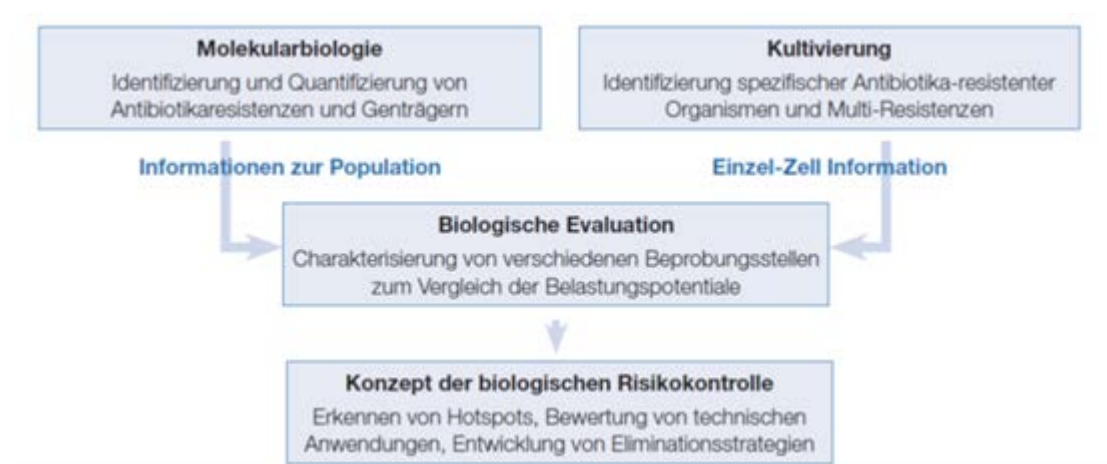 Molekularbiologie
Identifizierung und Quantifizierung von
Antibiotikaresistenzen und Genträgern
Kultivierung
Identifizierung spezifischer Antibiotika-resistenter
Organismen und Multi-Resistenzen
Informationen zur Population
Einzel-Zell Information
Biologische Evaluation
Charakterisierung von verschiedenen Beprobungsstellen
zum Vergleich der Belastungspotentiale
Konzept der biologischen Risikokontrolle
Erkennen von Hotspots, Bewertung von technischen
Anwendungen, Entwicklung von Eliminationsstrategien